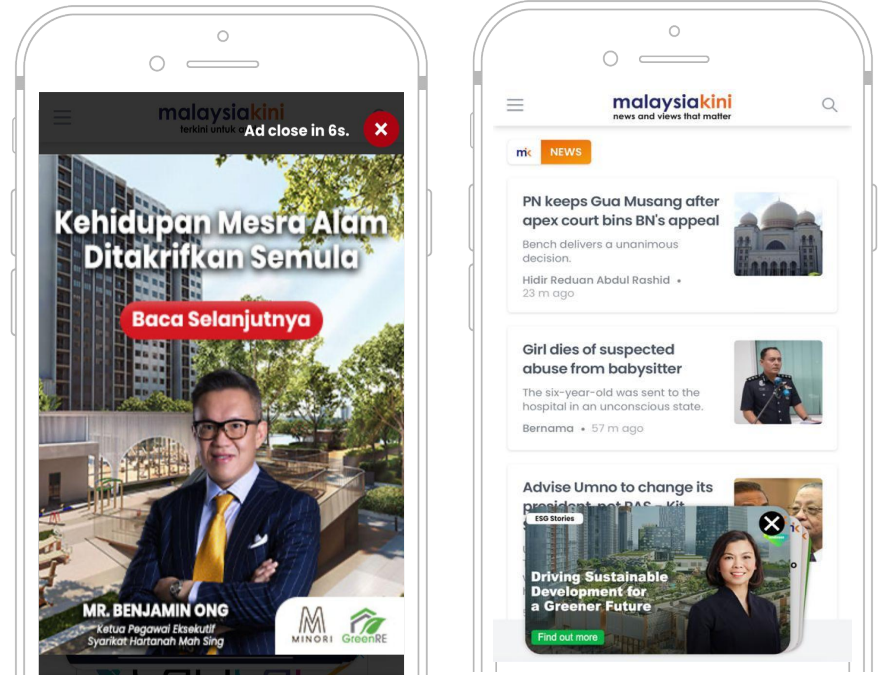 malaysiakini
terkini untuk
Ad close in 6s.
Kehidupan Mesra Alam
Ditakrifkan Semula
Baca Selanjutnya
MR. BENJAMIN ONG
Ketua Pegawai Eksekutif
Syarikat Hartanah Mah Sing
MINORI
GreenRE
malaysiakini
news and views that matter
mk NEWS
PN keeps Gua Musang after
apex court bins BN's appeal
Bench delivers a unanimous
decision.
Hidir Reduan Abdul Rashid •
23 m ago
Girl dies of suspected
abuse from babysitter
The six-year-old was sent to the
hospital in an unconscious state.
Bernama • 57 m ago
Advise Umno to change its
president, not PAS - Kit
ESG Stories
Driving Sustainable
Development for
a Greener Future
Find out more